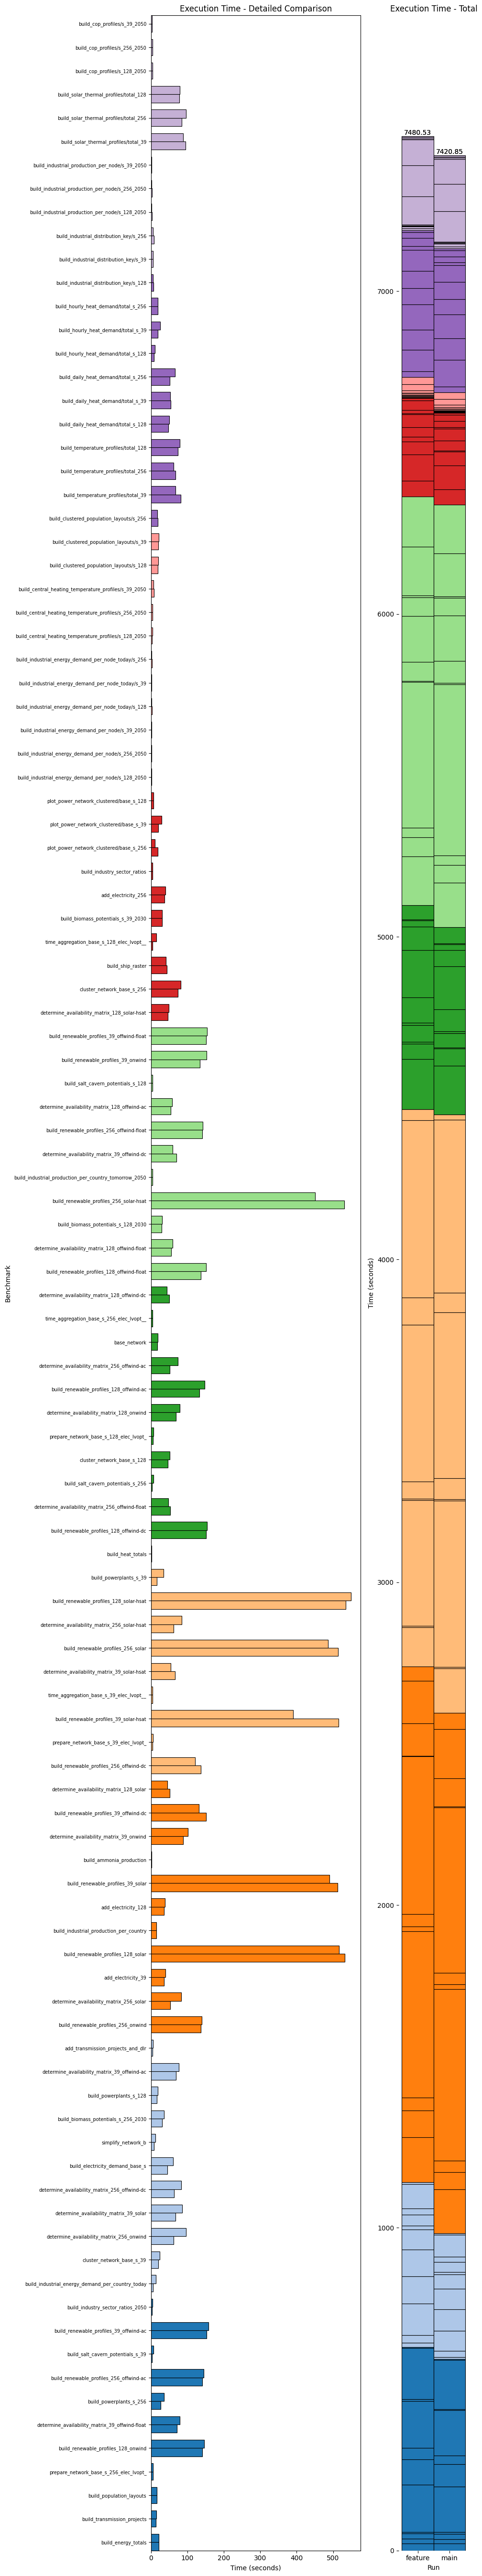 Execution Time - Detailed Comparison
Execution Time - Total
build_cop_profiles/s_39_2050
build_cop_profiles/s_256_2050
build_cop_profiles/s_128_2050
build_solar_thermal_profiles/total_128
build_solar_thermal_profiles/total_256
build_solar_thermal_profiles/total_39
build_industrial_production_per_node/s_39_2050
build_industrial_production_per_node/s_256_2050
build_industrial_production_per_node/s_128_2050
build_industrial_distribution_key/s_256
build_industrial_distribution_key/s_39
build_industrial_distribution_key/s_128
build_hourly_heat_demand/total_s_256
build_hourly_heat_demand/total_s_39
build_hourly_heat_demand/total_s_128
build_daily_heat_demand/total_s_256
build_daily_heat_demand/total_s_39
build_daily_heat_demand/total_s_128
build_temperature_profiles/total_128
build_temperature_profiles/total_256
build_temperature_profiles/total_39
build_clustered_population_layouts/s_256
build_clustered_population_layouts/s_39
build_clustered_population_layouts/s_128
build_central_heating_temperature_profiles/s_39_2050
build_central_heating_temperature_profiles/s_256_2050
build_central_heating_temperature_profiles/s_128_2050
build_industrial_energy_demand_per_node_today/s_256
build_industrial_energy_demand_per_node_today/s_39
build_industrial_energy_demand_per_node_today/s_128
build_industrial_energy_demand_per_node/s_39_2050
build_industrial_energy_demand_per_node/s_256_2050
build_industrial_energy_demand_per_node/s_128_2050
plot_power_network_clustered/base_s_128
plot_power_network_clustered/base_s_39
plot_power_network_clustered/base_s_256
build_industry_sector_ratios
add_electricity_256
build_biomass_potentials_s_39_2030
time_aggregation_base_s_128_elec_lvopt__
build_ship_raster
cluster_network_base_s_256
determine_availability_matrix_128_solar-hsat
build_renewable_profiles_39_offwind-float
build_renewable_profiles_39_onwind
build_salt_cavern_potentials_s_128
determine_availability_matrix_128_offwind-ac
build_renewable_profiles_256_offwind-float
determine_availability_matrix_39_offwind-dc
build_industrial_production_per_country_tomorrow_2050
build_renewable_profiles_256_solar-hsat
build_biomass_potentials_s_128_2030
determine_availability_matrix_128_offwind-float
build_renewable_profiles_128_offwind-float
determine_availability_matrix_128_offwind-dc
time_aggregation_base_s_256_elec_lvopt__
base_network
determine_availability_matrix_256_offwind-ac
build_renewable_profiles_128_offwind-ac
determine_availability_matrix_128_onwind
prepare_network_base_s_128_elec_lvopt_
cluster_network_base_s_128
build_salt_cavern_potentials_s_256
determine_availability_matrix_256_offwind-float
build_renewable_profiles_128_offwind-dc
build_heat_totals
build_powerplants_s_39
build_renewable_profiles_128_solar-hsat
determine_availability_matrix_256_solar-hsat
build_renewable_profiles_256_solar
determine_availability_matrix_39_solar-hsat
time_aggregation_base_s_39_elec_lvopt__
build_renewable_profiles_39_solar-hsat
prepare_network_base_s_39_elec_lvopt_
build_renewable_profiles_256_offwind-dc
determine_availability_matrix_128_solar
build_renewable_profiles_39_offwind-dc
determine_availability_matrix_39_onwind
build_ammonia_production
build_renewable_profiles_39_solar
add_electricity_128
build_industrial_production_per_country
build_renewable_profiles_128_solar
add_electricity_39
determine_availability_matrix_256_solar
build_renewable_profiles_256_onwind
add_transmission_projects_and_dlr
determine_availability_matrix_39_offwind-ac
build_powerplants_s_128
build_biomass_potentials_s_256_2030
simplify_network_b
build_electricity_demand_base_s
determine_availability_matrix_256_offwind-dc
determine_availability_matrix_39_solar
determine_availability_matrix_256_onwind
cluster_network_base_s_39
build_industrial_energy_demand_per_country_today
build_industry_sector_ratios_2050
build_renewable_profiles_39_offwind-ac
build_salt_cavern_potentials_s_39
build_renewable_profiles_256_offwind-ac
build_powerplants_s_256
determine_availability_matrix_39_offwind-float
build_renewable_profiles_128_onwind
prepare_network_base_s_256_elec_lvopt_
build_population_layouts
build_transmission_projects
build_energy_totals
Benchmark
0 100 200 300 400 500
Time (seconds)
7480.53
7420.85
7000
6000
5000
4000
3000
2000
1000
0
Time (seconds)
feature main
Run